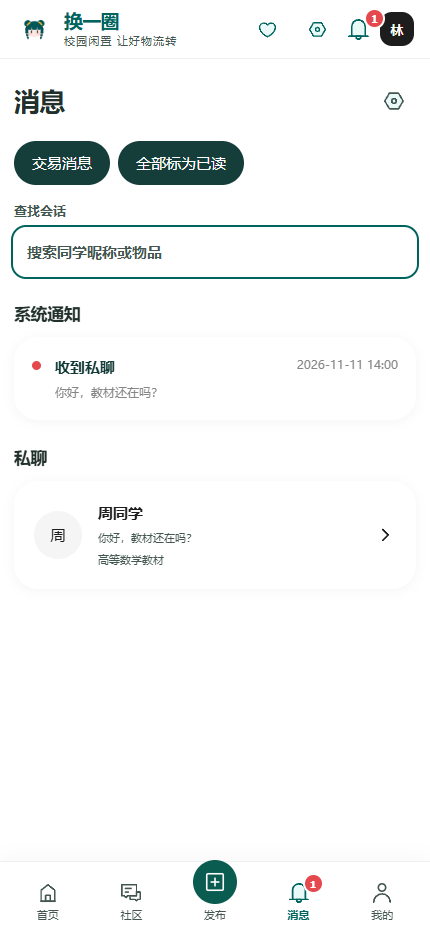 换一圈
校园闲置 让好物流转
1
林
消息
交易消息
全部标为已读
查找会话
搜索同学昵称或物品
系统通知
收到私聊
2026-11-11 14:00
你好，教材还在吗?
私聊
周
周同学
你好，教材还在吗?
高等数学教材
首页
社区
发布
1
消息
我的